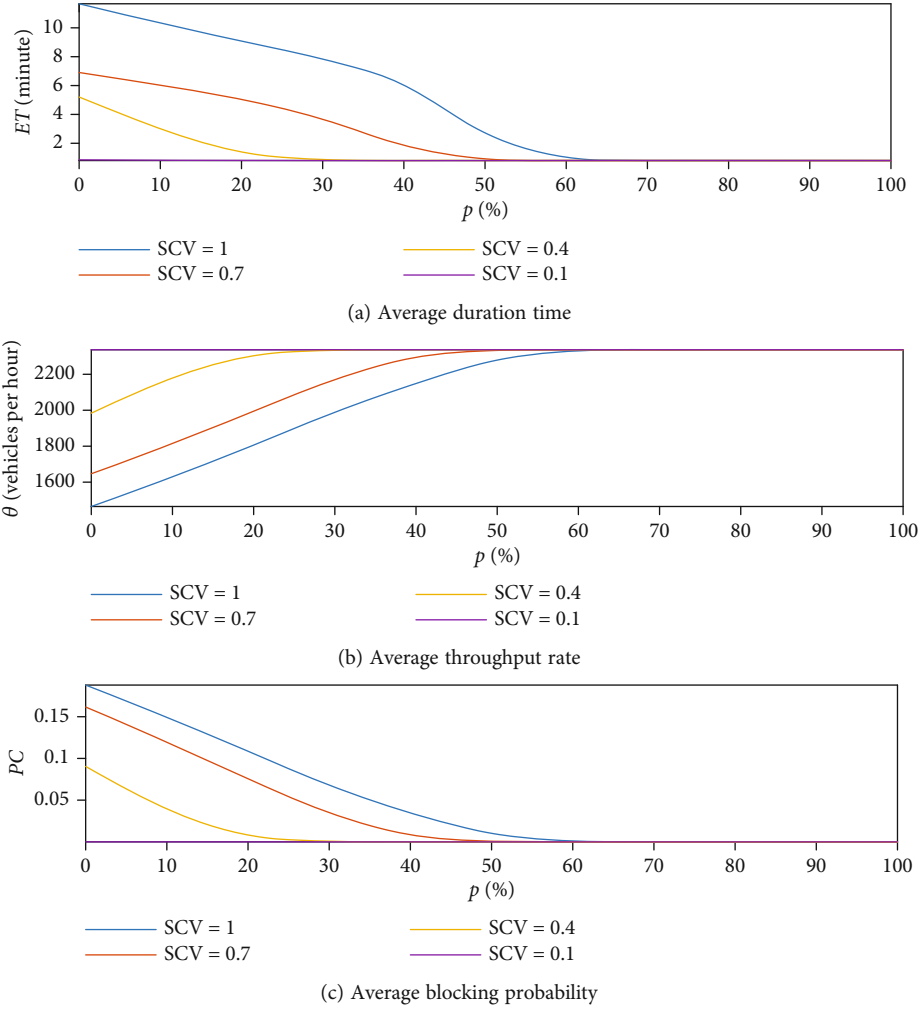 10
8
6
4
2
ET (minute)
0 10 20 30 40 50 60 70 80 90 100
p (%)
SCV = 1 SCV = 0.4
SCV = 0.7 SCV = 0.1
(a) Average duration time
2200
2000
1800
1600
θ (vehicles per hour)
0 10 20 30 40 50 60 70 80 90 100
p (%)
SCV = 1 SCV = 0.4
SCV = 0.7 SCV = 0.1
(b) Average throughput rate
0.15
0.1
0.05
PC
0 10 20 30 40 50 60 70 80 90 100
p (%)
SCV = 1 SCV = 0.4
SCV = 0.7 SCV = 0.1
(c) Average blocking probability